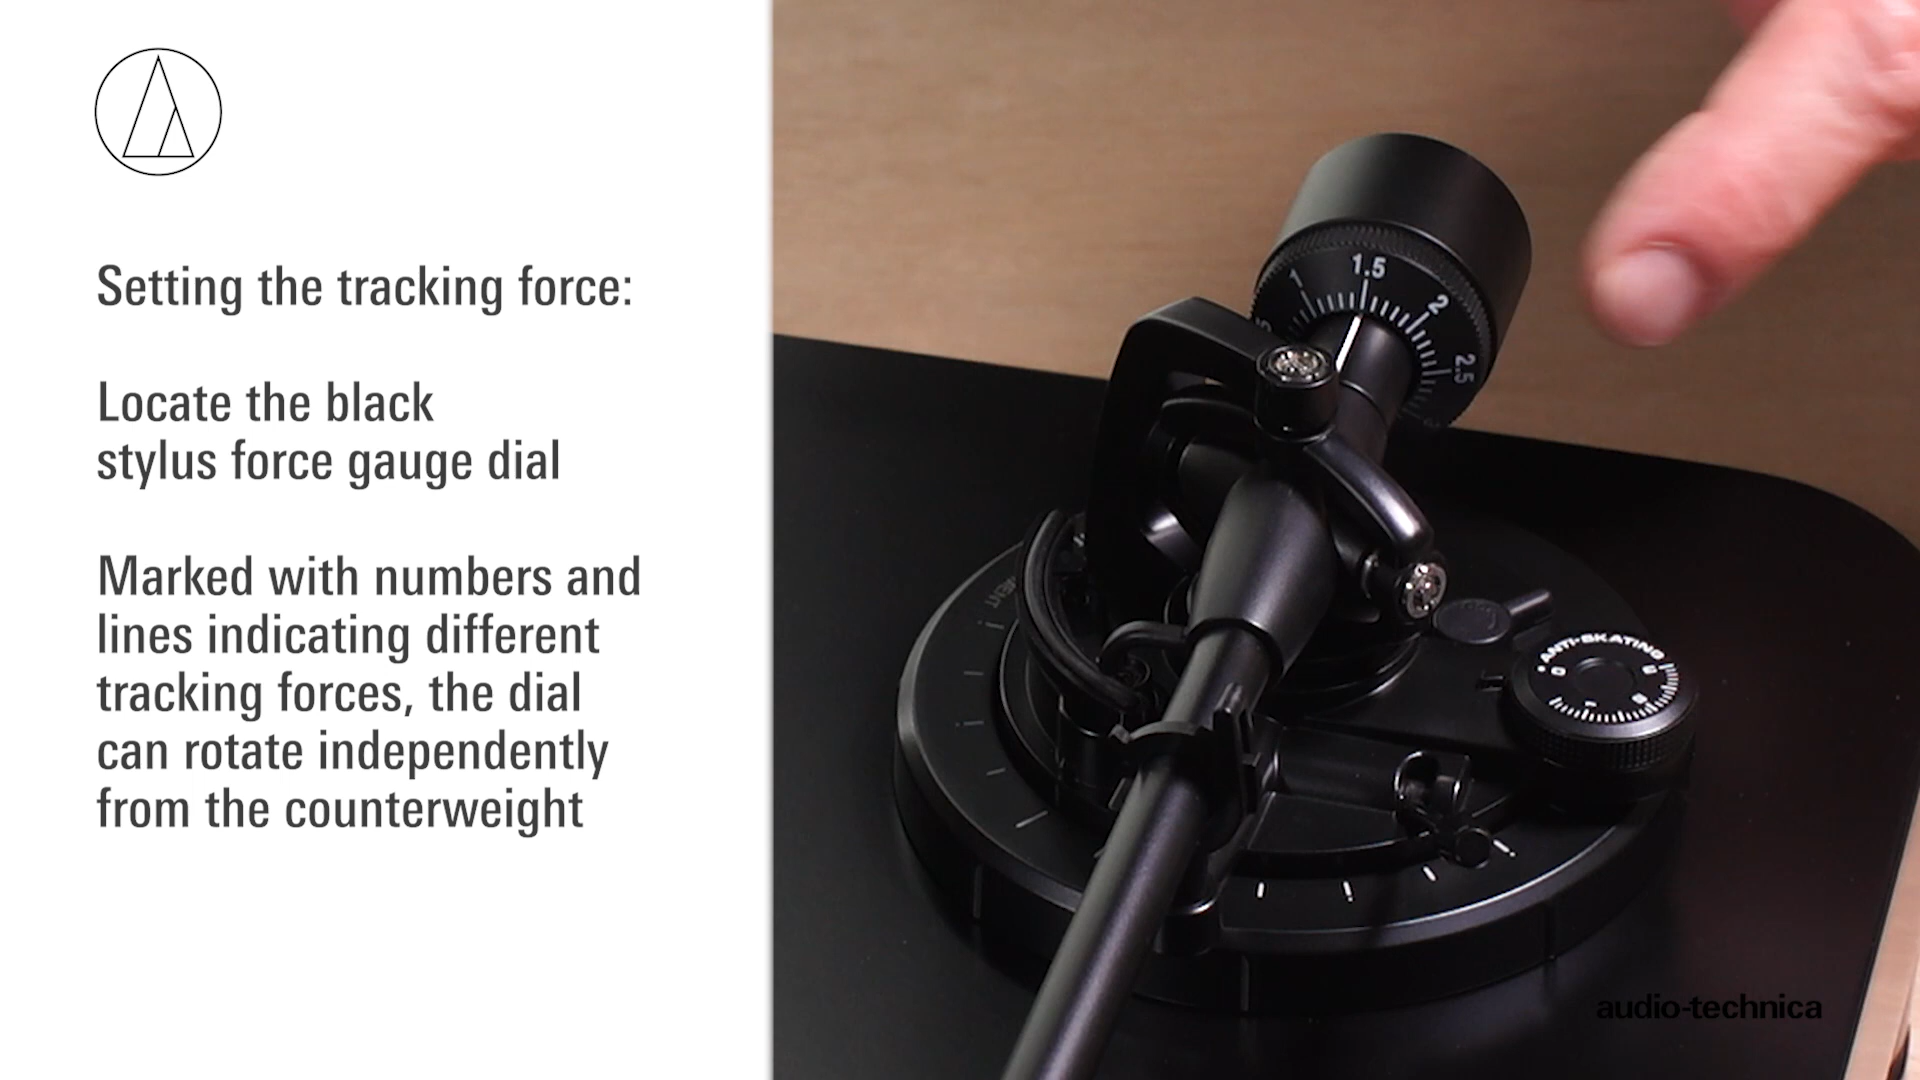 Setting the tracking force:
Locate the black
stylus force gauge dial
Marked with numbers and
lines indicating different
tracking forces, the dial
can rotate independently
from the counterweight
1
1.5
2
2.5
ANTI-SKATING
0
audio-technica